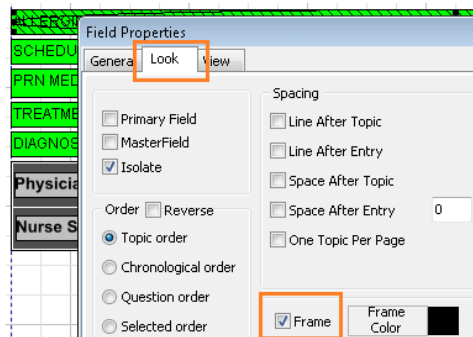 Field Properties
General
Look
View
SCHEDU
PRN MED
TREATME
DIAGNOS
Physicia
Nurse S
Primary Field
MasterField
Isolate
Order
Reverse
Topic order
Chronological order
Question order
Selected order
Spacing
Line After Topic
Line After Entry
Space After Topic
Space After Entry
0
One Topic Per Page
Frame
Frame
Color